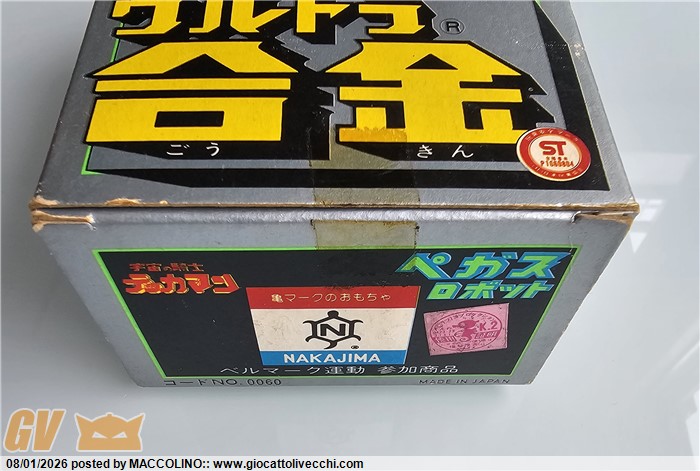 ウルトラ®
合金
ごう きん
ST
宇宙の騎士
テッカマン
ペガス
ロボット
亀マークのおもちゃ
N
®
NAKAJIMA
K.2
ベルマーク運動 参加商品
コードNO. 0060
MADE IN JAPAN
GV
08/01/2026 posted by MACCOLINO:: www.giocattolivecchi.com